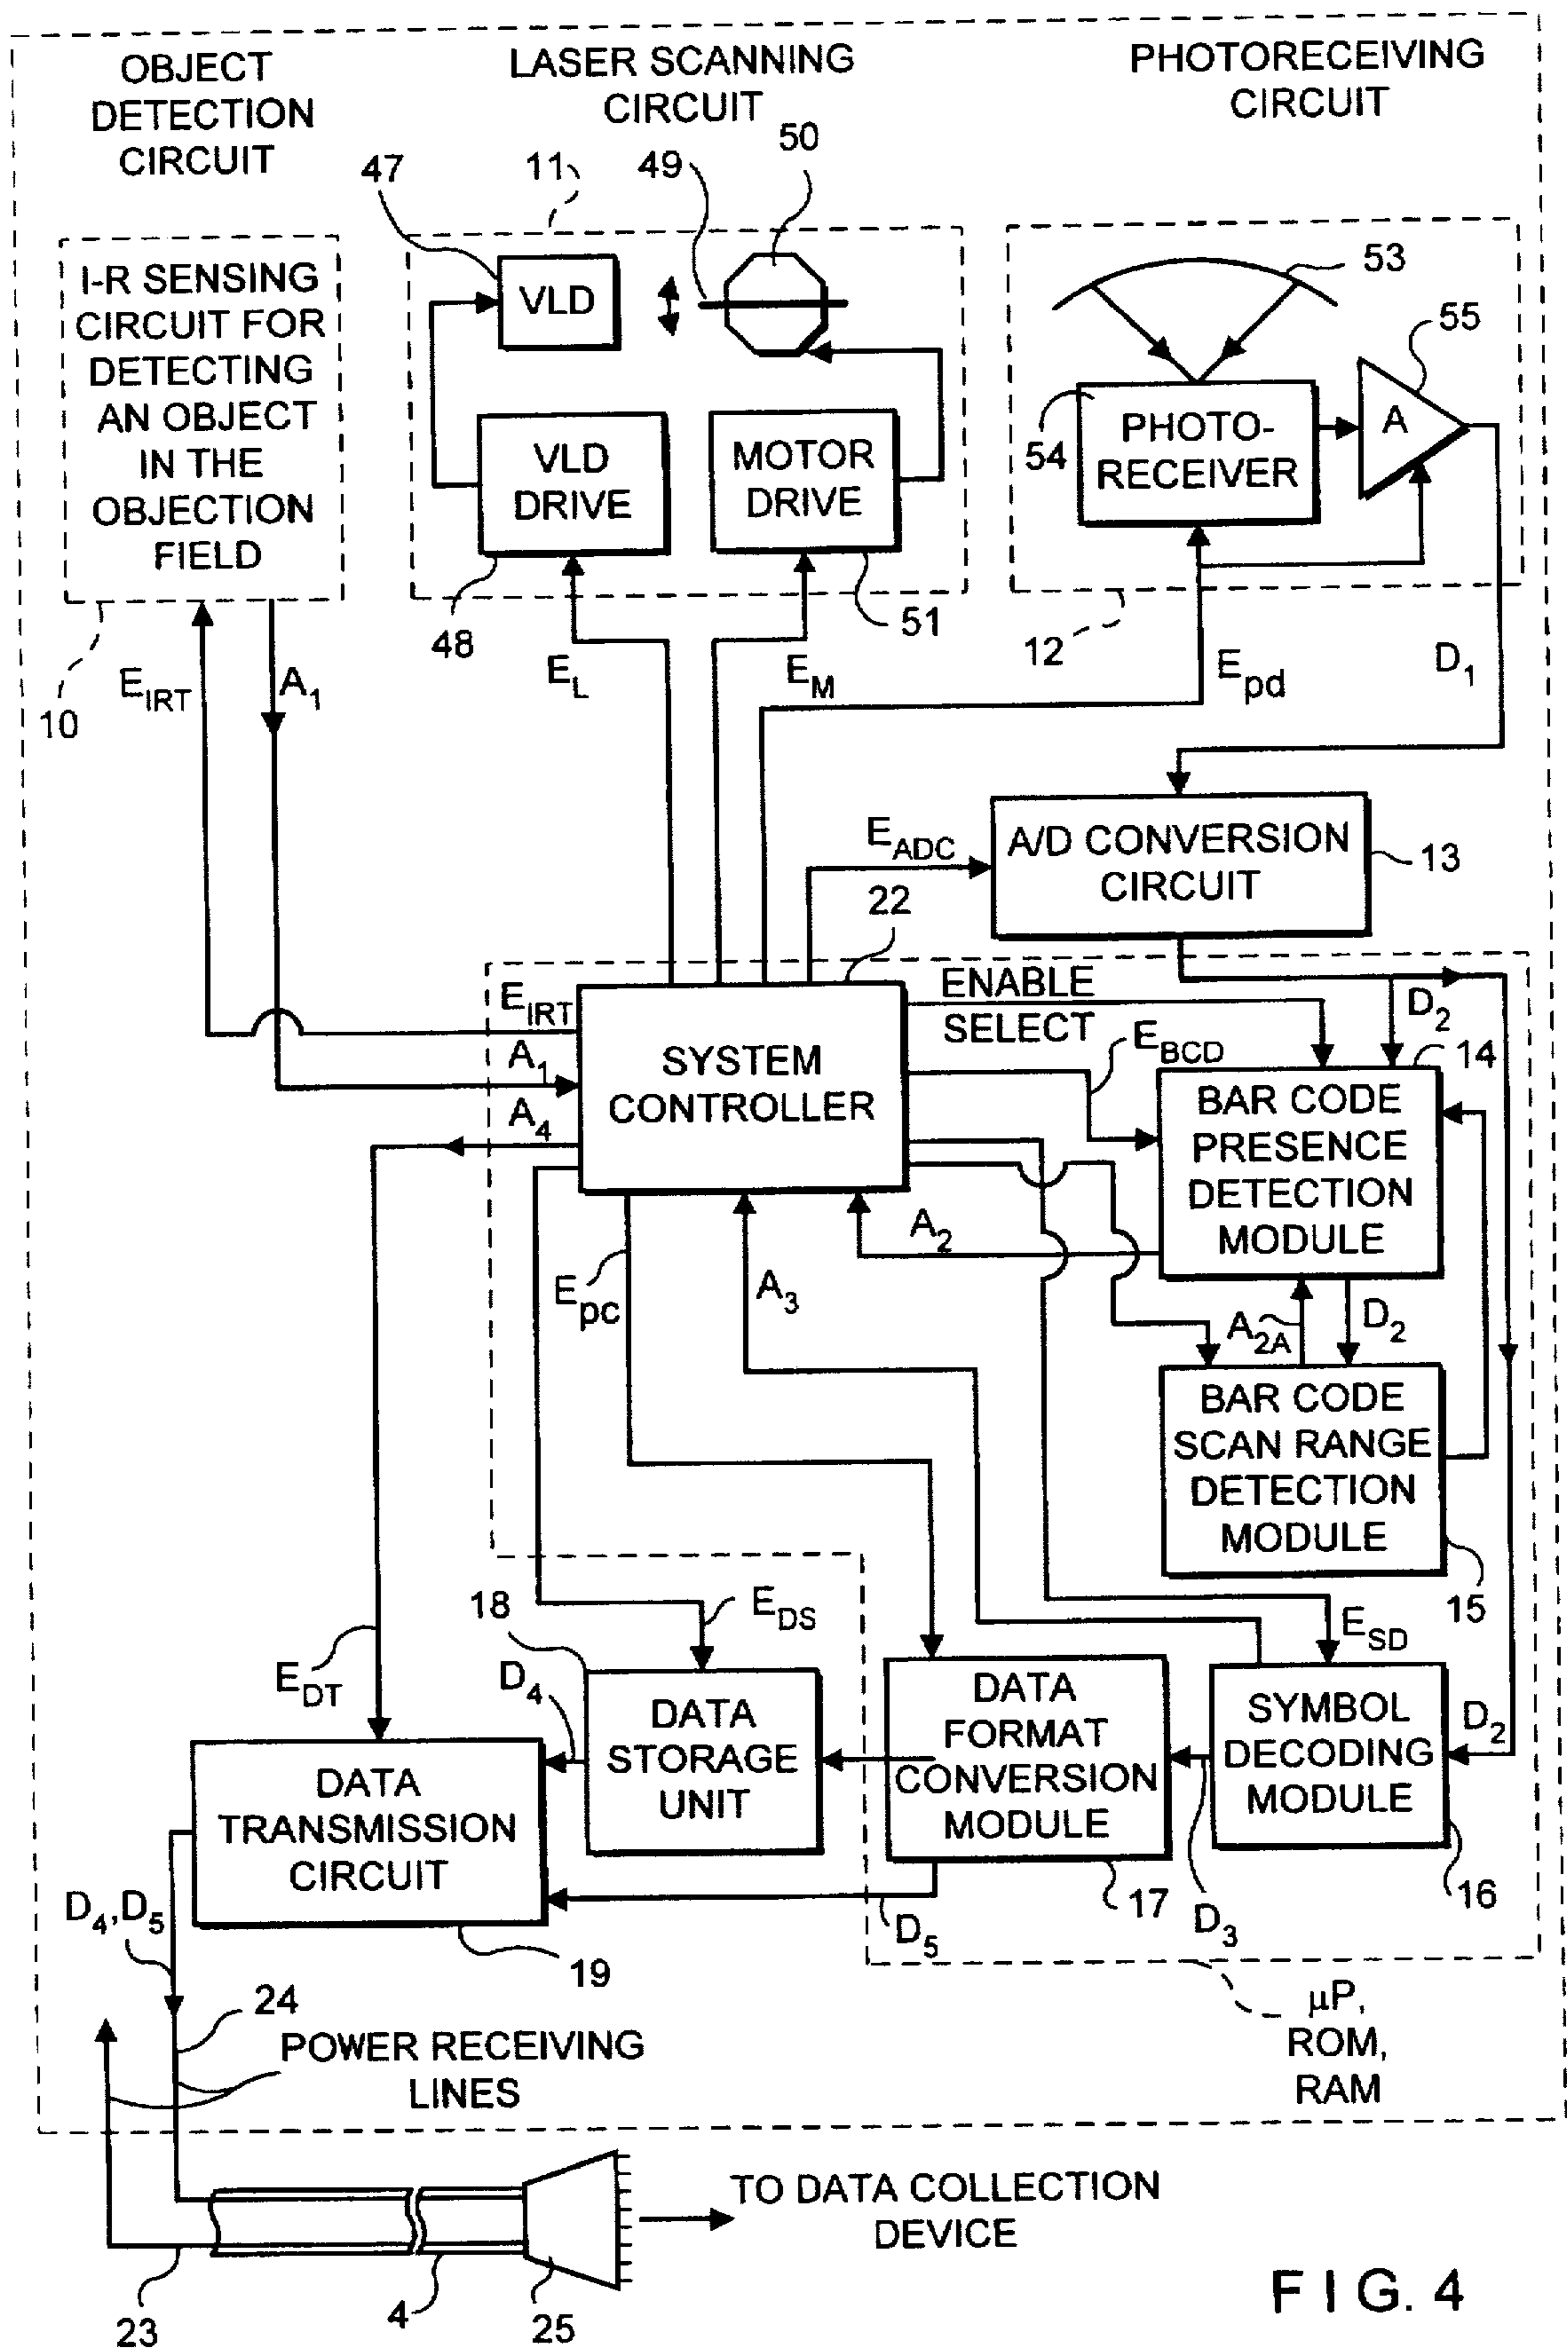 OBJECT
DETECTION
CIRCUIT
LASER SCANNING
CIRCUIT
PHOTORECEIVING
CIRCUIT
47
11
49
50
I-R SENSING
CIRCUIT FOR
DETECTING
AN OBJECT
IN THE
OBJECTION
FIELD
VLD
53
55
54
PHOTO-
RECEIVER
A
VLD
DRIVE
MOTOR
DRIVE
48
51
12
10
E_IRT
A_1
E_L
E_M
E_pd
D_1
E_ADC
A/D CONVERSION
CIRCUIT
13
22
E_IRT
A_1
A_4
SYSTEM
CONTROLLER
ENABLE
SELECT
E_BCD
D_2
14
BAR CODE
PRESENCE
DETECTION
MODULE
A_2
E_pc
A_3
A_2A
D_2
BAR CODE
SCAN RANGE
DETECTION
MODULE
15
18
E_DS
E_SD
E_DT
D_4
DATA
STORAGE
UNIT
DATA
FORMAT
CONVERSION
MODULE
SYMBOL
DECODING
MODULE
D_2
DATA
TRANSMISSION
CIRCUIT
D_4, D_5
19
D_5
17
D_3
16
24
POWER RECEIVING
LINES
µP,
ROM,
RAM
TO DATA COLLECTION
DEVICE
23
4
25
FIG. 4